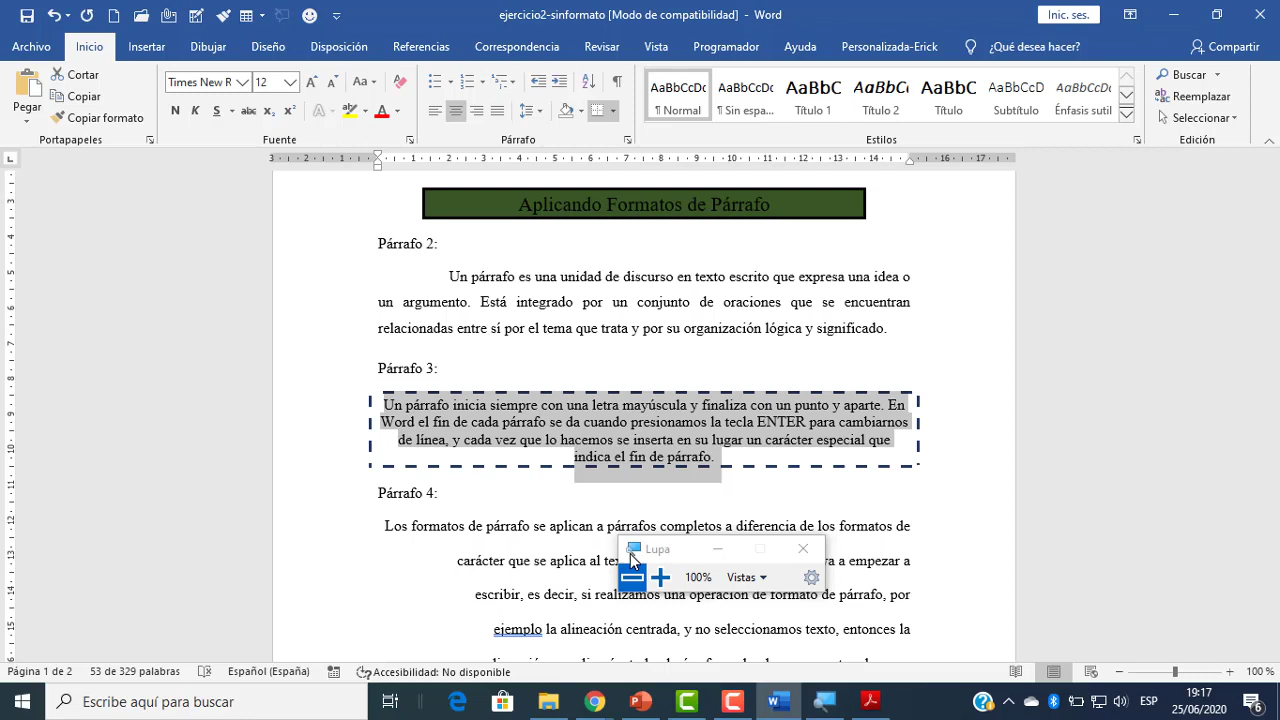 ejercicio2-sinformato [Modo de compatibilidad] - Word
Inic. ses.
Archivo Inicio Insertar Dibujar Diseño Disposición Referencias Correspondencia Revisar Vista Programador Ayuda Personalizada-Erick ¿Qué desea hacer? Compartir
Pegar
Cortar
Copiar
Copiar formato
Portapapeles
Times New R 12
Fuente
Párrafo
AaBbCcDc ¶ Normal
AaBbCcDc ¶ Sin espa...
AaBbC Título 1
AaBbC Título 2
AaBbC Título 3
AaBbCcD Subtítulo
AaBbCcDc Énfasis sutil
Estilos
Buscar
Reemplazar
Seleccionar
Edición
Aplicando Formatos de Párrafo
Párrafo 2:
Un párrafo es una unidad de discurso en texto escrito que expresa una idea o
un argumento. Está integrado por un conjunto de oraciones que se encuentran
relacionadas entre sí por el tema que trata y por su organización lógica y significado.
Párrafo 3:
Un párrafo inicia siempre con una letra mayúscula y finaliza con un punto y aparte. En
Word el fin de cada párrafo se da cuando presionamos la tecla ENTER para cambiarnos
de línea, y cada vez que lo hacemos se inserta en su lugar un carácter especial que
indica el fin de párrafo.
Párrafo 4:
Los formatos de párrafo se aplican a párrafos completos a diferencia de los formatos de
carácter que se aplica al a empezar a
escribir, es decir, si realizamos una operación de formato de párrafo, por
ejemplo la alineación centrada, y no seleccionamos texto, entonces la
Lupa
100% Vistas
Página 1 de 2 53 de 329 palabras Español (España) Accesibilidad: No disponible 100 %
Escribe aquí para buscar
ESP
19:17
25/06/2020
6